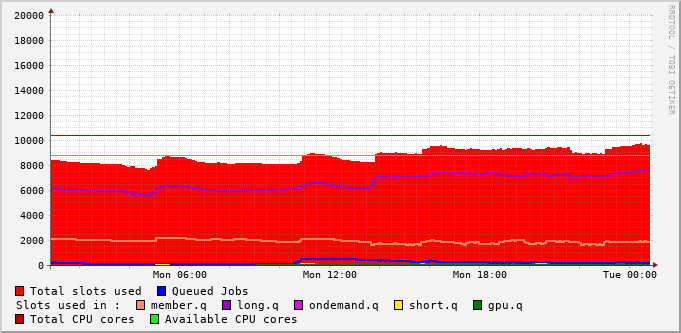 20000
18000
16000
14000
12000
10000
8000
6000
4000
2000
0
Mon 06:00 Mon 12:00 Mon 18:00 Tue 00:00
RRDTOOL / TOBI OETIKER
Total slots used Queued Jobs
Slots used in : member.q long.q ondemand.q short.q gpu.q
Total CPU cores Available CPU cores